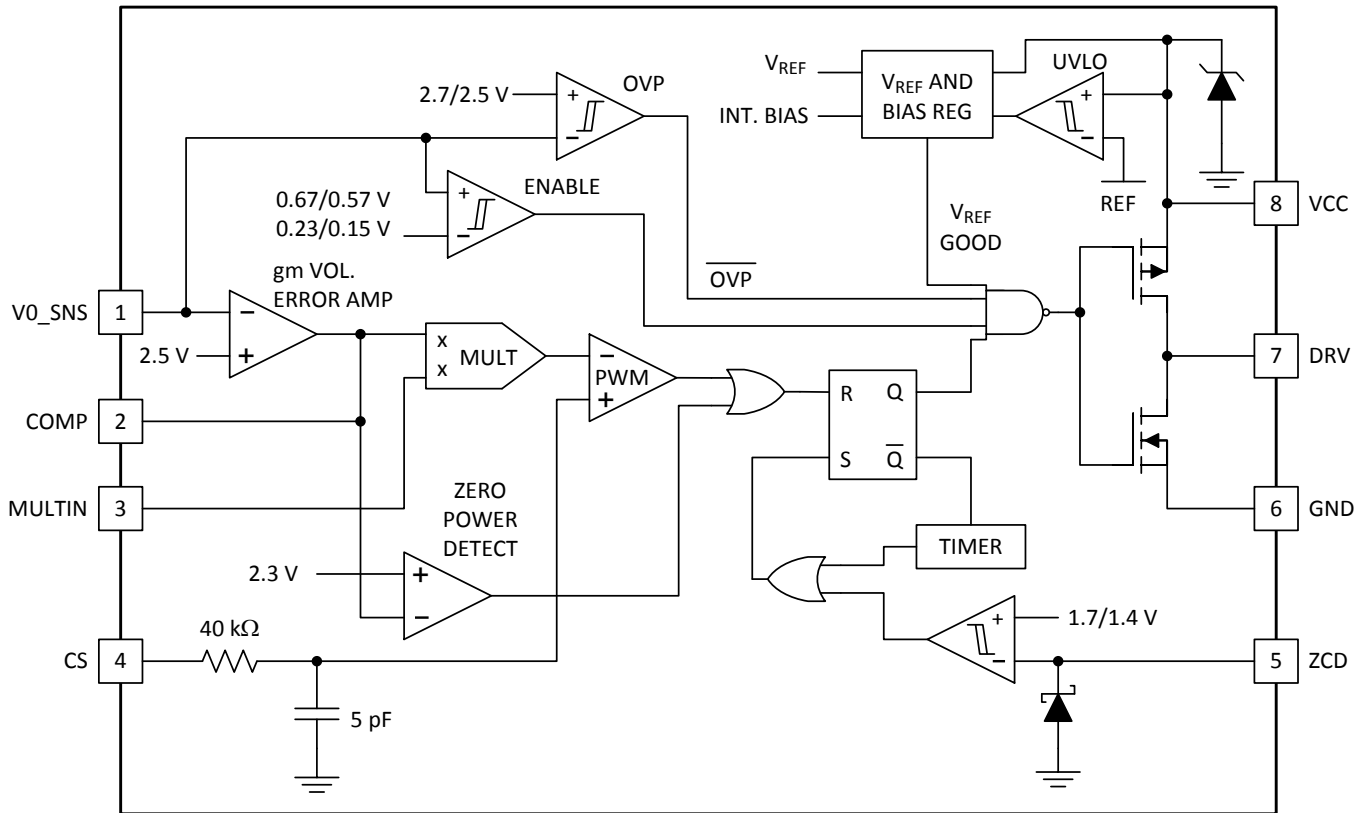 OVP
2.7/2.5 V
+
−
ENABLE
0.67/0.57 V
0.23/0.15 V
+
−
V_REF
INT. BIAS
V_REF AND
BIAS REG
UVLO
+
−
REF
V_REF
GOOD
OVP
8 VCC
gm VOL.
ERROR AMP
V0_SNS 1
−
2.5 V
+
x
x
MULT
−
PWM
+
R Q
S Q
7 DRV
COMP 2
MULTIN 3
6 GND
ZERO
POWER
DETECT
2.3 V
+
−
TIMER
+
1.7/1.4 V
−
5 ZCD
40 kΩ
CS 4
5 pF